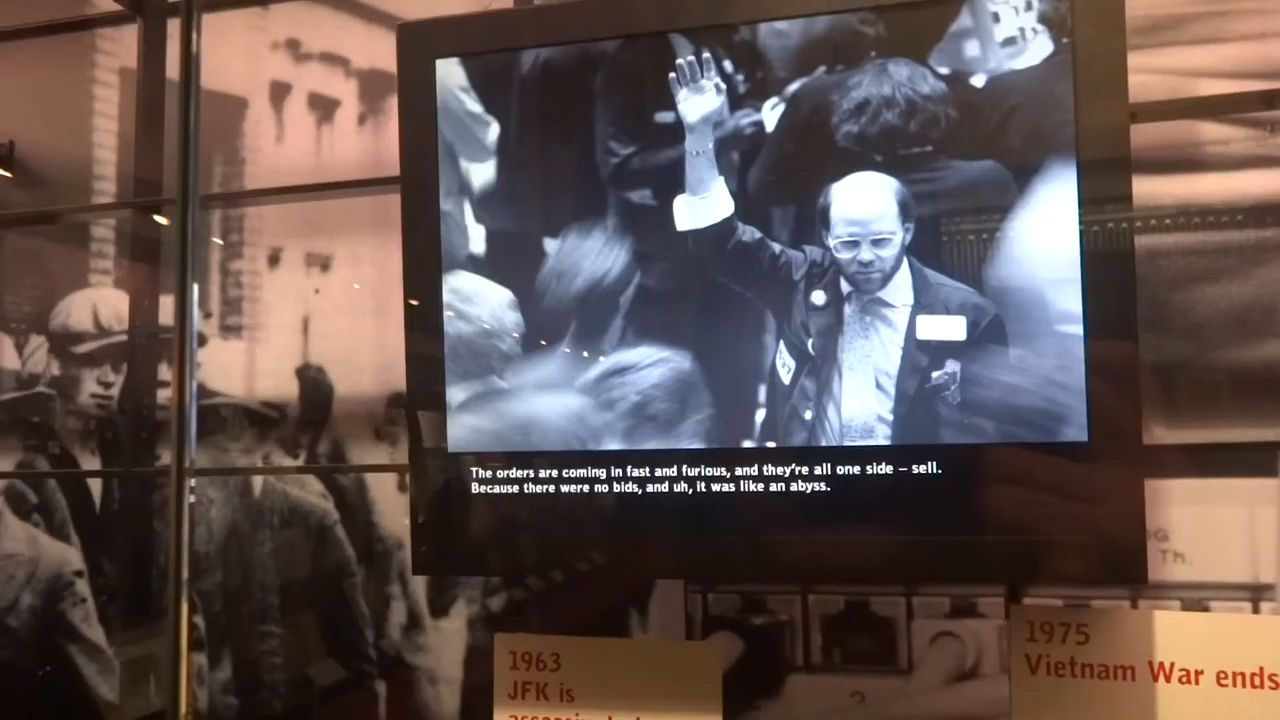 The orders are coming in fast and furious, and they're all one side – sell.
Because there were no bids, and uh, it was like an abyss.
Th.
1963
JFK is
1975
Vietnam War ends